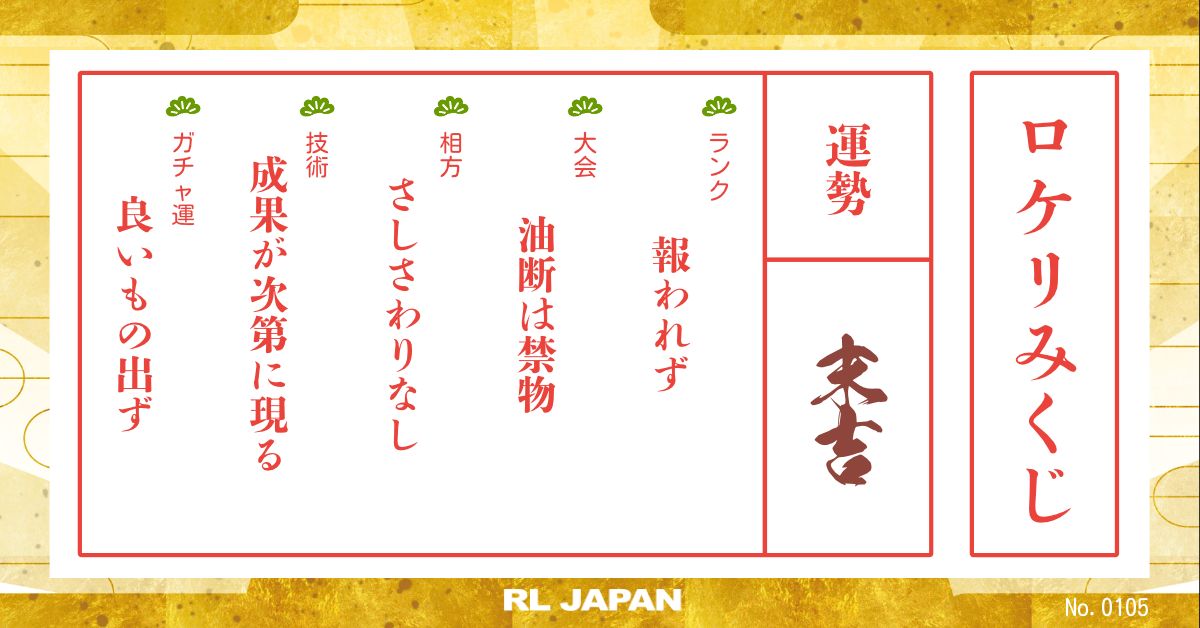 ロケリみくじ
運勢
末吉
ランク
報われず
大会
油断は禁物
相方
さしさわりなし
技術
成果が次第に現る
ガチャ運
良いもの出ず
RL JAPAN
No. 0105